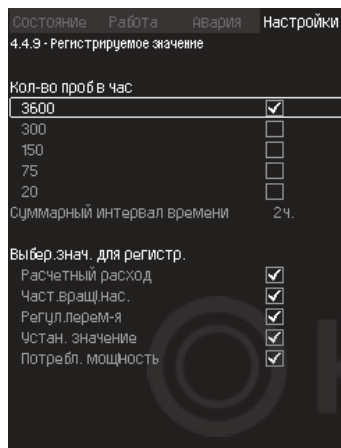 Состояние Работа Авария Настройки
4.4.9 - Регистрируемое значение
Кол-во проб в час
3600
300
150
75
20
Суммарный интервал времени 2ч.
Выбер.знач. для регистр.
Расчетный расход
Част.вращ.нас.
Регул.перем-я
Устан. значение
Потребл. мощность